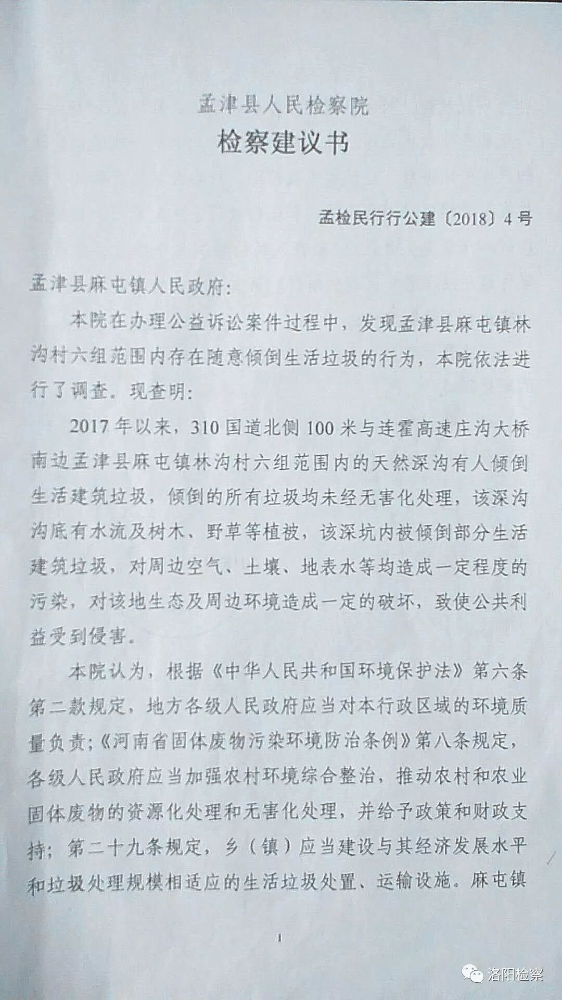 孟津县人民检察院
检察建议书
孟检民行行公建〔2018〕4号
孟津县麻屯镇人民政府：
本院在办理公益诉讼案件过程中，发现孟津县麻屯镇林
沟村六组范围内存在随意倾倒生活垃圾的行为，本院依法进
行了调查。现查明：
2017年以来，310国道北侧100米与连霍高速庄沟大桥
南边孟津县麻屯镇林沟村六组范围内的天然深沟有人倾倒
生活建筑垃圾，倾倒的所有垃圾均未经无害化处理，该深沟
沟底有水流及树木、野草等植被，该深坑内被倾倒部分生活
建筑垃圾，对周边空气、土壤、地表水等均造成一定程度的
污染，对该地生态及周边环境造成一定的破坏，致使公共利
益受到侵害。
本院认为，根据《中华人民共和国环境保护法》第六条
第二款规定，地方各级人民政府应当对本行政区域的环境质
量负责；《河南省固体废物污染环境防治条例》第八条规定，
各级人民政府应当加强农村环境综合整治，推动农村和农业
固体废物的资源化处理和无害化处理，并给予政策和财政支
持；第二十九条规定，乡（镇）应当建设与其经济发展水平
和垃圾处理规模相适应的生活垃圾处置、运输设施。麻屯镇
1
洛阳检察